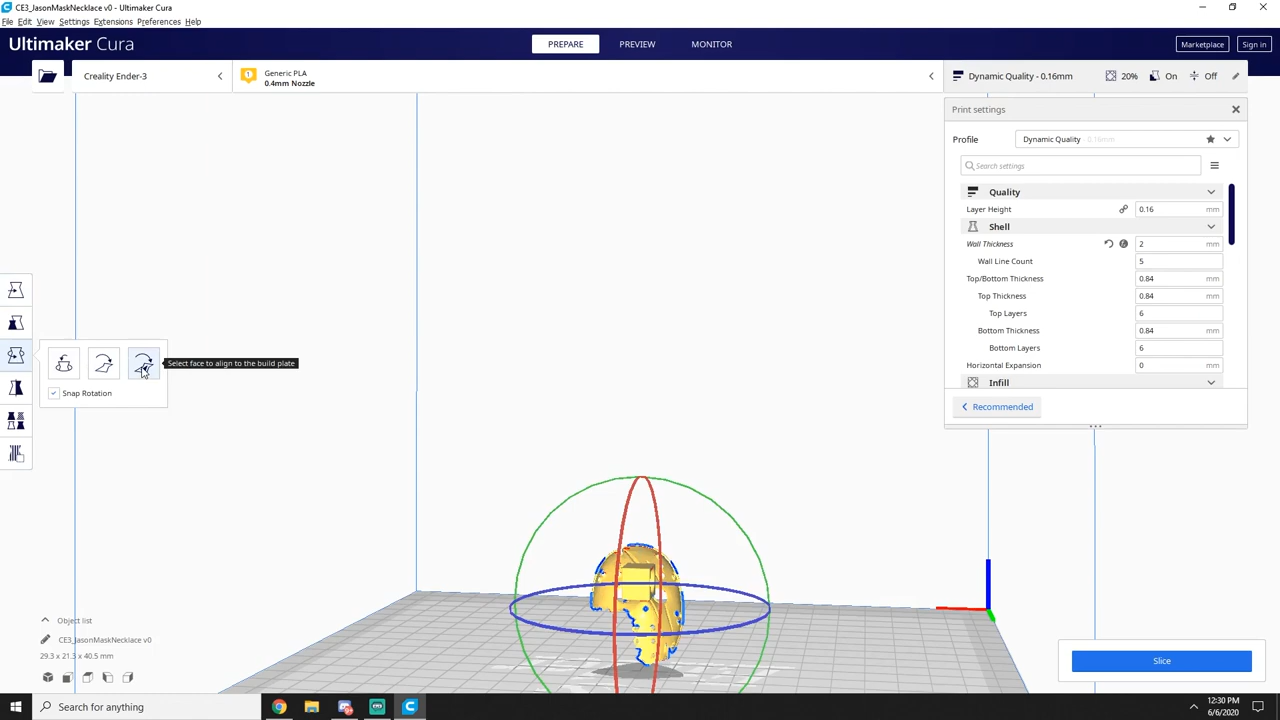 CE3_JasonMaskNecklace v0 - Ultimaker Cura
File Edit View Settings Extensions Preferences Help
Ultimaker Cura
PREPARE
PREVIEW
MONITOR
Marketplace
Sign in
Creality Ender-3
1
Generic PLA
0.4mm Nozzle
Dynamic Quality - 0.16mm
20%
On
Off
Print settings
Profile
Dynamic Quality - 0.16mm
Search settings
Quality
Layer Height 0.16 mm
Shell
Wall Thickness 2 mm
Wall Line Count 5
Top/Bottom Thickness 0.84 mm
Top Thickness 0.84 mm
Top Layers 6
Bottom Thickness 0.84 mm
Bottom Layers 6
Horizontal Expansion 0 mm
Infill
Recommended
Select face to align to the build plate
Snap Rotation
Object list
CE3_JasonMaskNecklace v0
29.3 x 21.3 x 40.5 mm
Slice
Search for anything
12:30 PM
6/6/2020